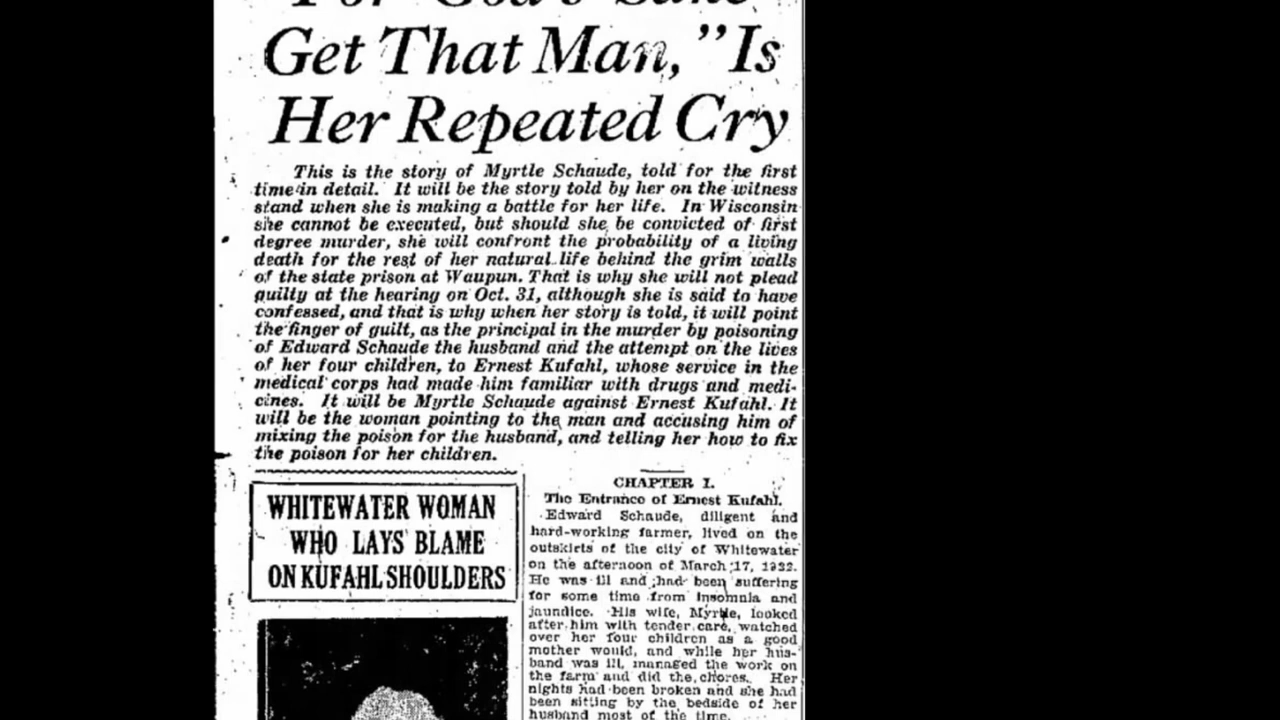 For God's Sake
Get That Man," Is
Her Repeated Cry
This is the story of Myrtle Schaude, told for the first
time in detail. It will be the story told by her on the witness
stand when she is making a battle for her life. In Wisconsin
she cannot be executed, but should she be convicted of first
degree murder, she will confront the probability of a living
death for the rest of her natural life behind the grim walls
of the state prison at Waupun. That is why she will not plead
guilty at the hearing on Oct. 31, although she is said to have
confessed, and that is why when her story is told, it will point
the finger of guilt, as the principal in the murder by poisoning
of Edward Schaude the husband and the attempt on the lives
of her four children, to Ernest Kufahl, whose service in the
medical corps had made him familiar with drugs and medi-
cines. It will be Myrtle Schaude against Ernest Kufahl. It
will be the woman pointing to the man and accusing him of
mixing the poison for the husband, and telling her how to fix
the poison for her children.
WHITEWATER WOMAN
WHO LAYS BLAME
ON KUFAHL SHOULDERS
CHAPTER I.
The Entrance of Ernest Kufahl.
Edward Schaude, diligent and
hard-working farmer, lived on the
outskirts of the city of Whitewater
on the afternoon of March 17, 1922.
He was ill and had been suffering
for some time from insomnia and
jaundice. His wife, Myrtle, looked
after him with tender care, watched
over her four children as a good
mother would, and while her hus-
band was ill, managed the work on
the farm and did the chores. Her
nights had been broken and she had
been sitting by the bedside of her
husband most of the time.